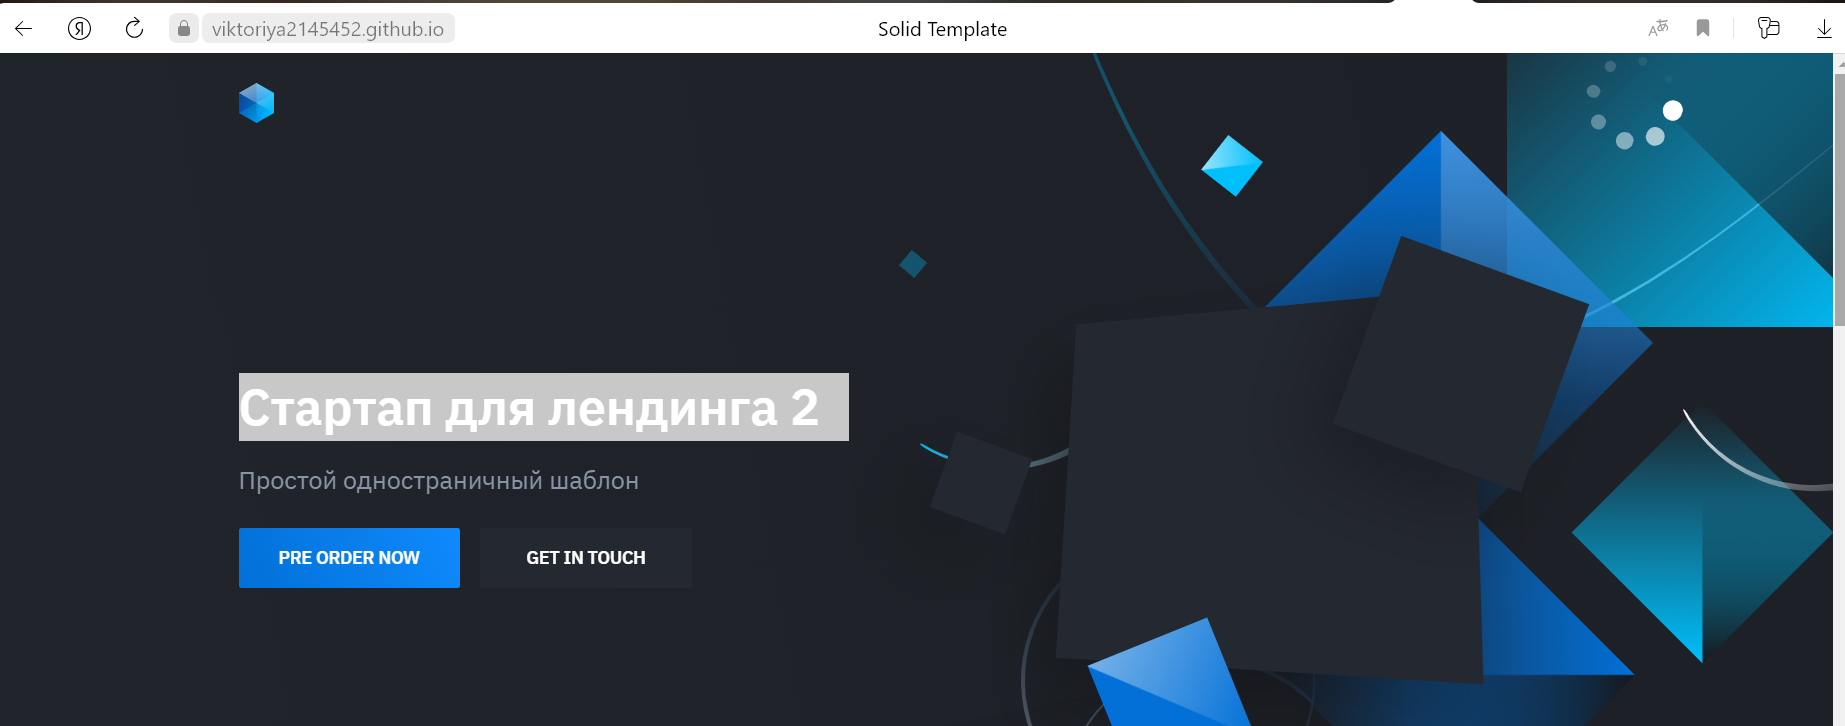 viktoriya2145452.github.io
Solid Template
Стартап для лендинга 2
Простой одностраничный шаблон
PRE ORDER NOW
GET IN TOUCH